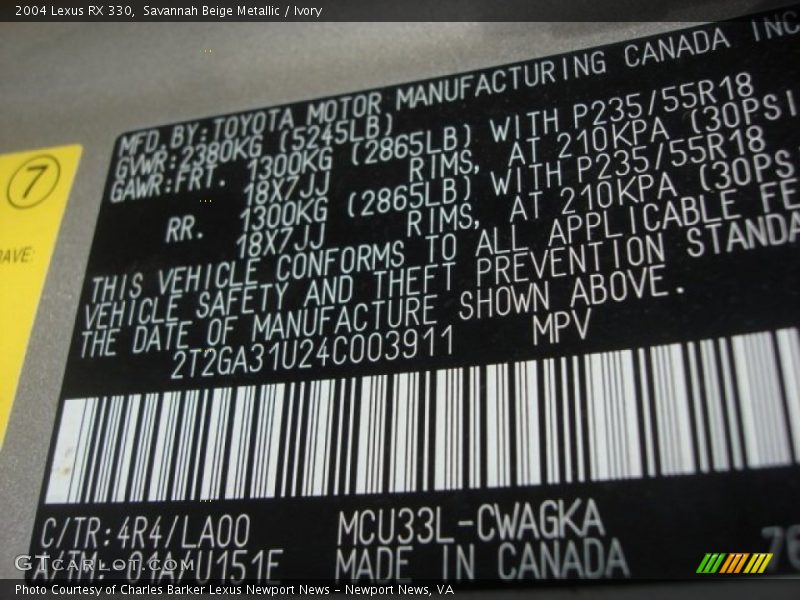 2004 Lexus RX 330, Savannah Beige Metallic / Ivory
7
MFD.BY:TOYOTA MOTOR MANUFACTURING CANADA INC
GVWR:2380KG (5245LB)
GAWR:FRT. 1300KG (2865LB) WITH P235/55R18
18X7JJ RIMS, AT 210KPA (30PSI
RR. 1300KG (2865LB) WITH P235/55R18
18X7JJ RIMS, AT 210KPA (30PS
THIS VEHICLE CONFORMS TO ALL APPLICABLE FE
VEHICLE SAFETY AND THEFT PREVENTION STANDA
THE DATE OF MANUFACTURE SHOWN ABOVE.
2T2GA31U24C003911 MPV
C/TR:4R4/LA00 MCU33L-CWAGKA
A/TM: 01A/U151F MADE IN CANADA 76
GTCARLOT.COM
Photo Courtesy of Charles Barker Lexus Newport News - Newport News, VA